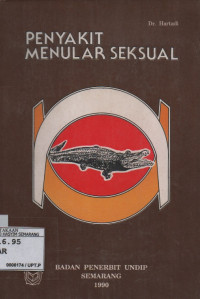 Dr. Hariadi
PENYAKIT
MENULAR SEKSUAL
BADAN PENERBIT UNDIP
SEMARANG
1990